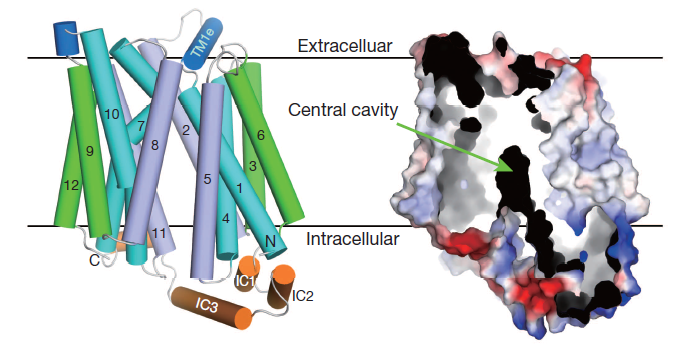 TM1e
Extracelluar
Central cavity
10
7
2
8
6
9
3
5
1
12
4
11
N
Intracellular
C
IC1
IC2
IC3